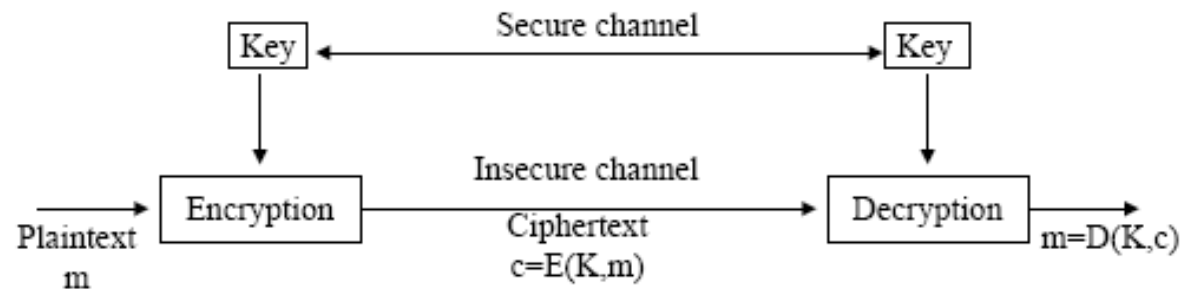 Secure channel
Key
Key
Insecure channel
Encryption
Decryption
Plaintext
m
Ciphertext
c=E(K,m)
m=D(K,c)